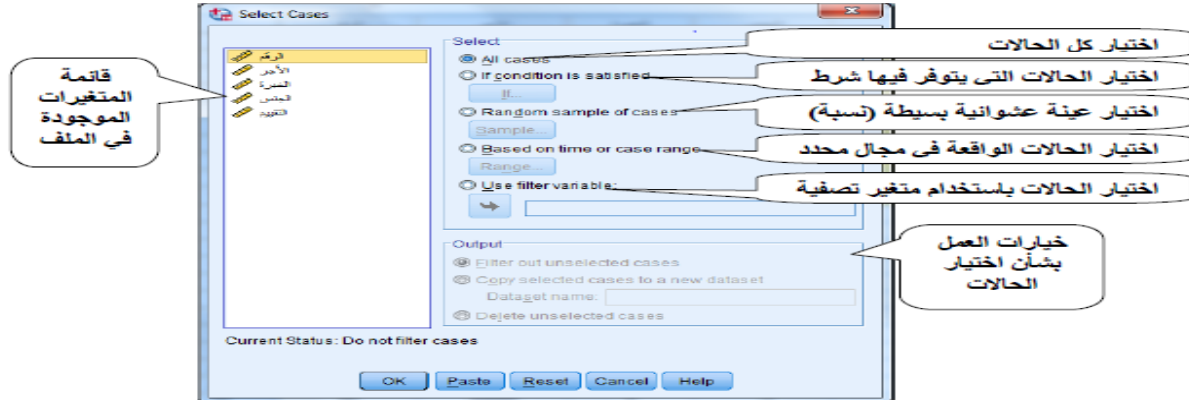 Select Cases
قائمة
المتغيرات
الموجودة
في الملف
الرقم
الأجر
الخبرة
الجنس
التقييم
Select
All cases
اختيار كل الحالات
If condition is satisfied
اختيار الحالات التى يتوفر فيها شرط
If...
Random sample of cases
اختيار عينة عشوائية بسيطة (نسبة)
Sample...
Based on time or case range
اختيار الحالات الواقعة فى مجال محدد
Range...
Use filter variable:
اختيار الحالات باستخدام متغير تصفية
Output
Filter out unselected cases
Copy selected cases to a new dataset
Dataset name:
Delete unselected cases
خيارات العمل
بشأن اختيار
الحالات
Current Status: Do not filter cases
OK Paste Reset Cancel Help